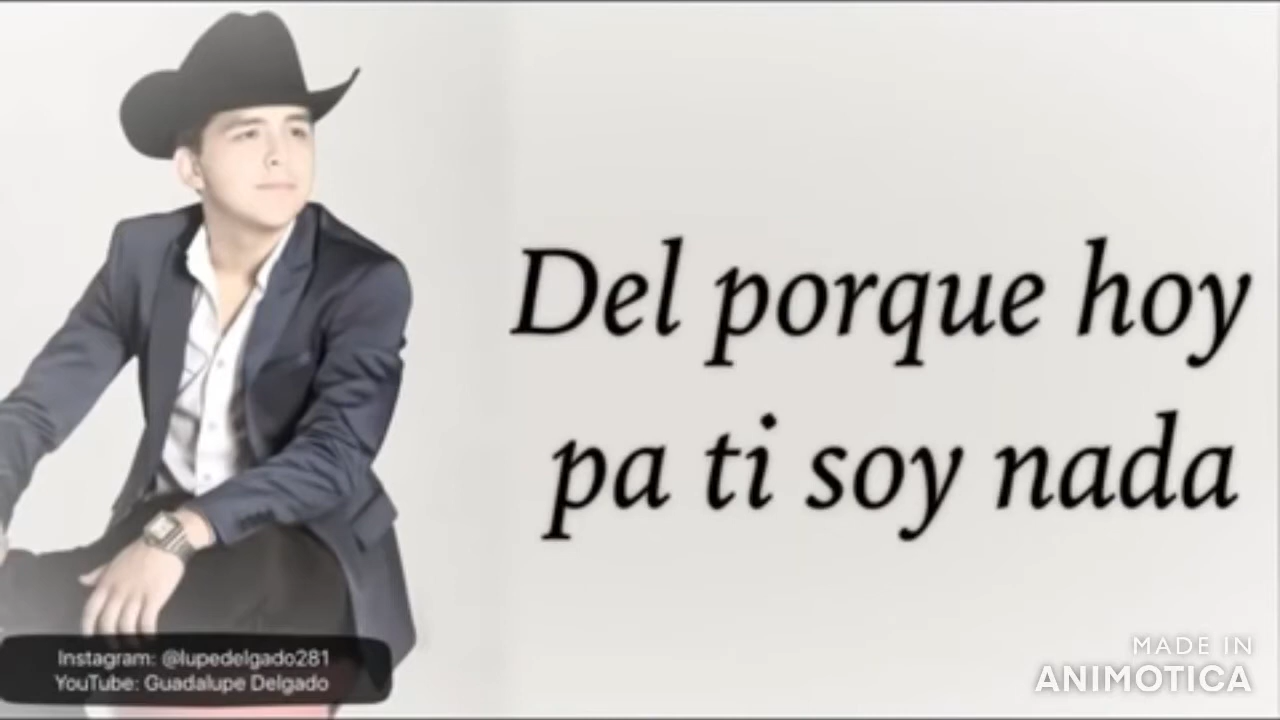 Del porque hoy
pa ti soy nada
Instagram: @lupedelgado281
YouTube: Guadalupe Delgado
MADE IN
ANIMOTICA